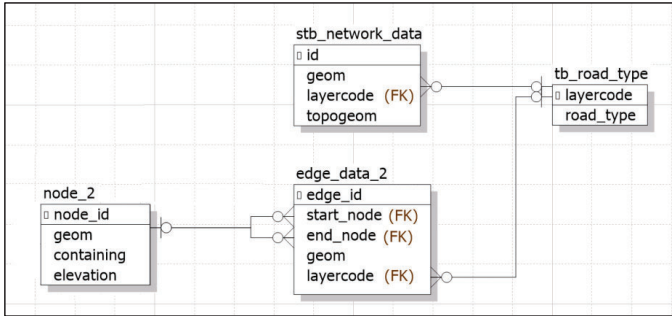 stb_network_data
id
geom
layercode (FK)
topogeom
tb_road_type
layercode
road_type
edge_data_2
edge_id
start_node (FK)
end_node (FK)
geom
layercode (FK)
node_2
node_id
geom
containing
elevation